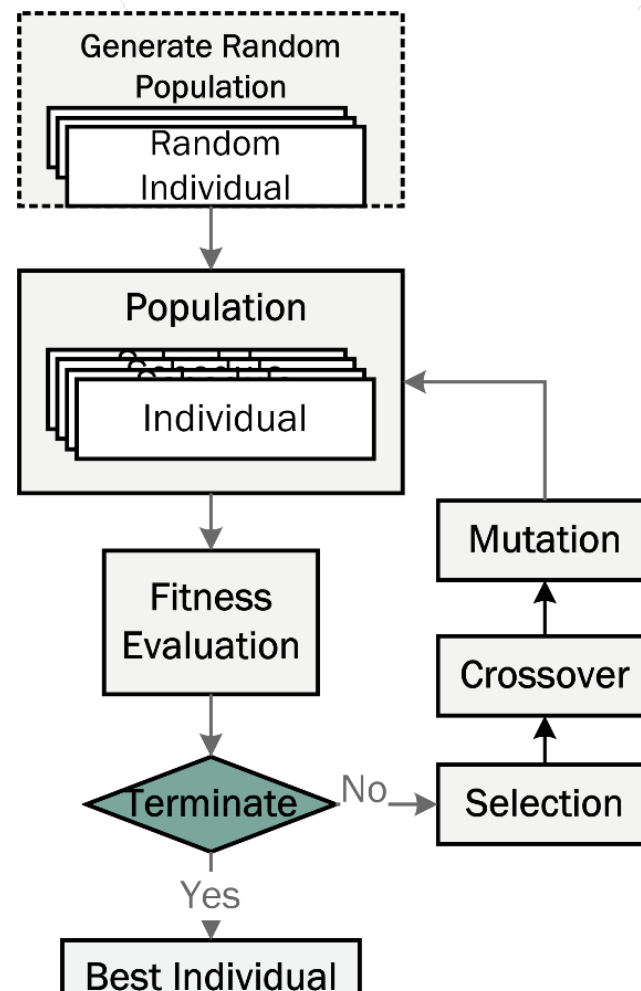 Generate Random
Population
Random
Individual
Population
Individual
Fitness
Evaluation
Mutation
Crossover
Terminate
No
Selection
Yes
Best Individual